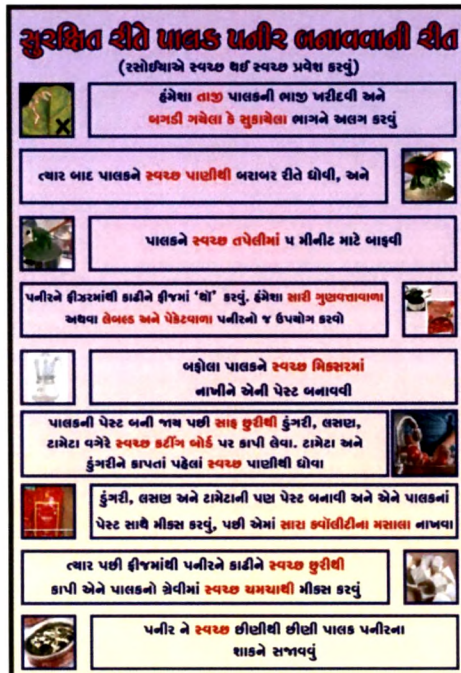 સુરક્ષિત રીતે પાલક પનીર બનાવવાની રીત
(રસોઈયાએ સ્વચ્છ થઈ સ્વચ્છ પ્રવેશ કરવું)
હંમેશા તાજી પાલકની ભાજી ખરીદવી અને
બગડી ગયેલા કે સુકાયેલા ભાગને અલગ કરવું
ત્યાર બાદ પાલકને સ્વચ્છ પાણીથી બરાબર રીતે ધોવી, અને
પાલકને સ્વચ્છ તપેલીમાં ૫ મીનીટ માટે બાફવી
પનીરને ફીઝરમાંથી કાઢીને ફીજમાં ‘થૉ’ કરવું. હંમેશા સારી ગુણવત્તાવાળા
અથવા લેબલ્ડ અને પેકેટવાળા પનીરનો જ ઉપયોગ કરવો
બફોલા પાલકને સ્વચ્છ મિક્સરમાં
નાખીને એની પેસ્ટ બનાવવી
પાલકની પેસ્ટ બની જાય પછી સાફ છુરીથી ડુંગરી, લસણ,
ટામેટા વગેરે સ્વચ્છ કટીંગ બોર્ડ પર કાપી લેવા. ટામેટા અને
ડુંગરીને કાપતાં પહેલાં સ્વચ્છ પાણીથી ધોવા
ડુંગરી, લસણ અને ટામેટાની પણ પેસ્ટ બનાવી અને એને પાલકનાં
પેસ્ટ સાથે મીક્સ કરવું, પછી એમાં સારા ક્વૉલીટીના મસાલા નાખવા
ત્યાર પછી ફીજમાંથી પનીરને કાઢીને સ્વચ્છ છુરીથી
કાપી એને પાલકનો ગ્રેવીમાં સ્વચ્છ ચમચાથી મીક્સ કરવું
પનીર ને સ્વચ્છ છીણીથી છીણી પાલક પનીરના
શાકને સજાવવું